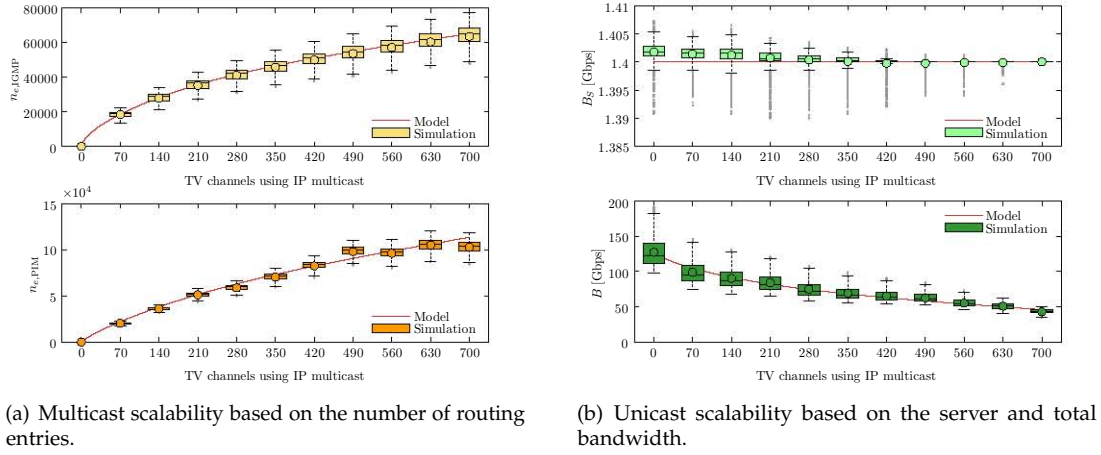 60000
40000
20000
0
n_{e,IGMP}
Model
Simulation
0 70 140 210 280 350 420 490 560 630 700
TV channels using IP multicast
×10^4
15
10
5
0
n_{e,PIM}
Model
Simulation
0 70 140 210 280 350 420 490 560 630 700
TV channels using IP multicast
(a) Multicast scalability based on the number of routing
entries.
1.41
1.405
1.4
1.395
1.39
1.385
B_S [Gbps]
Model
Simulation
0 70 140 210 280 350 420 490 560 630 700
TV channels using IP multicast
200
150
100
50
0
B [Gbps]
Model
Simulation
0 70 140 210 280 350 420 490 560 630 700
TV channels using IP multicast
(b) Unicast scalability based on the server and total
bandwidth.